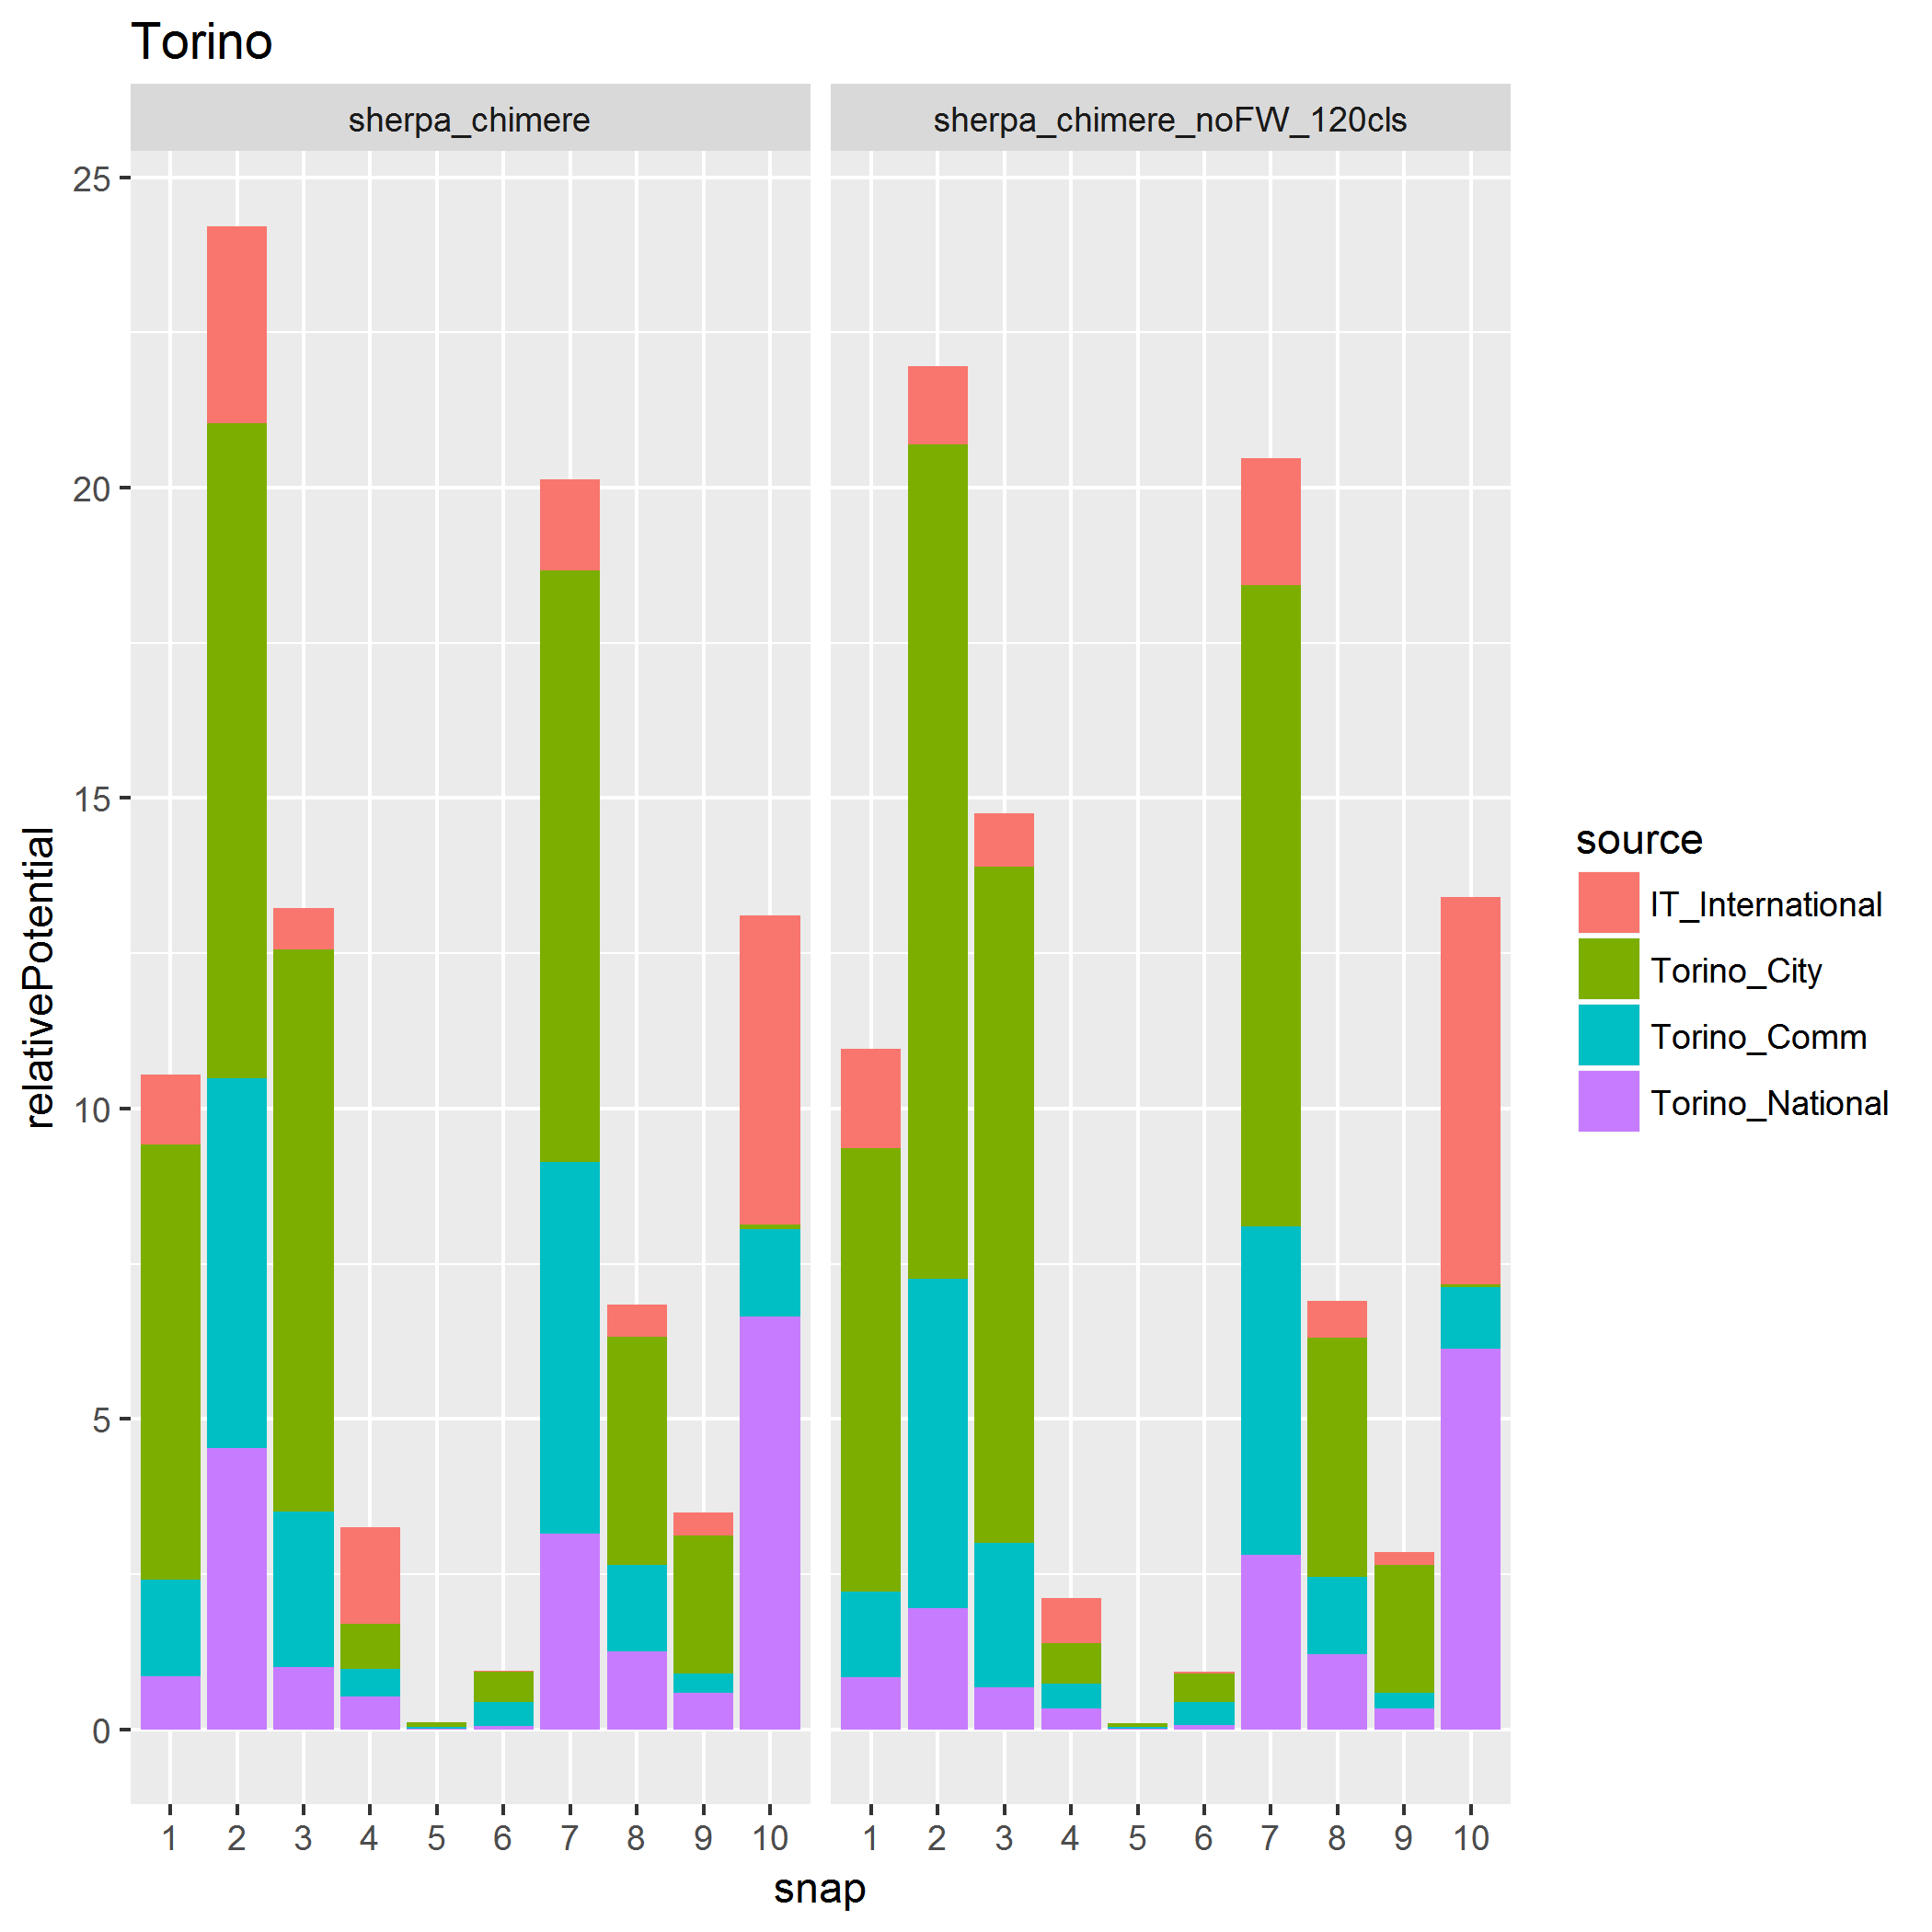 Torino
sherpa_chimere
sherpa_chimere_noFW_120cls
25
20
15
10
5
0
relativePotential
1 2 3 4 5 6 7 8 9 10
1 2 3 4 5 6 7 8 9 10
snap
source
IT_International
Torino_City
Torino_Comm
Torino_National